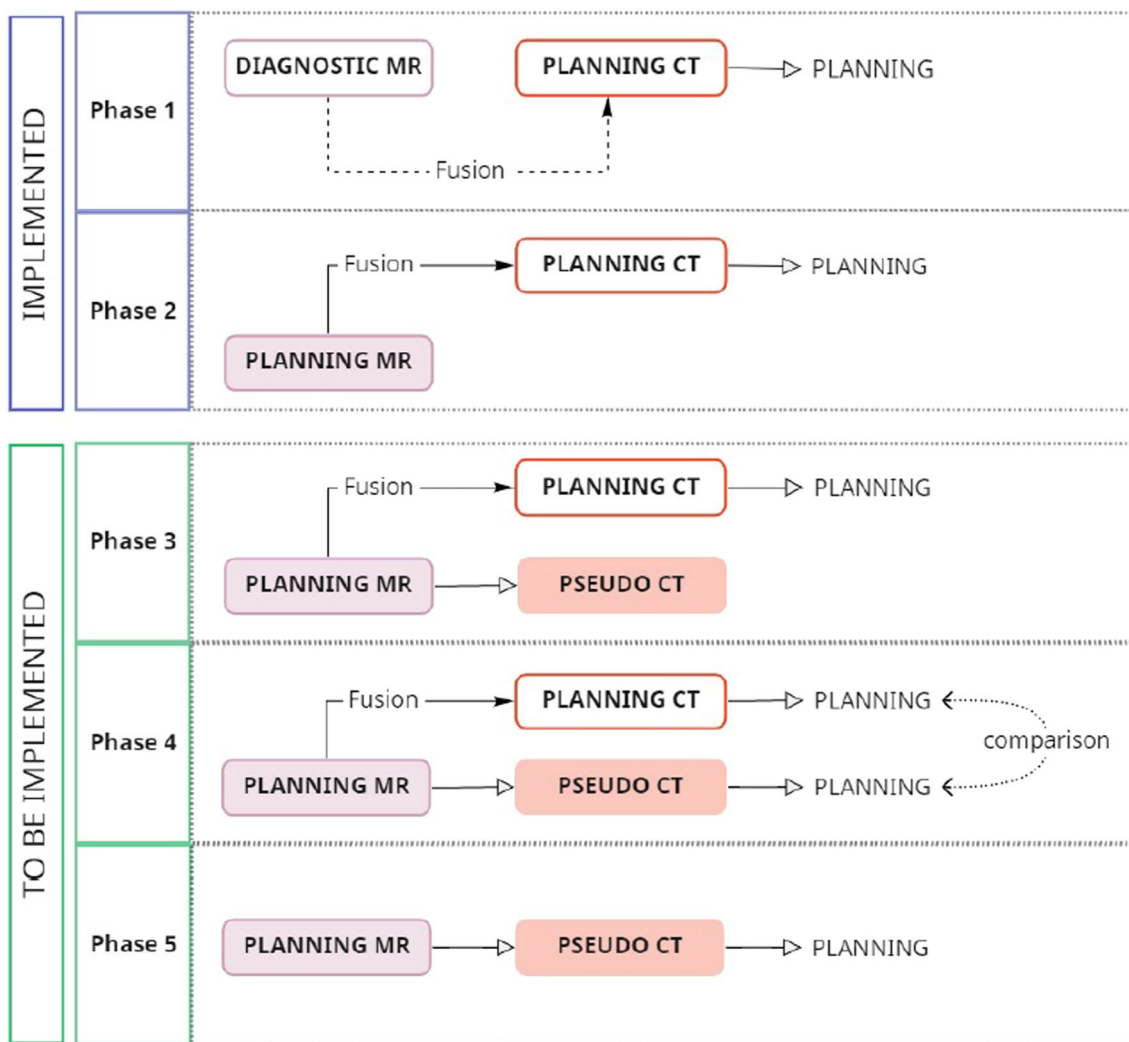 IMPLEMENTED
Phase 1
DIAGNOSTIC MR
PLANNING CT
PLANNING
Fusion
Phase 2
Fusion
PLANNING CT
PLANNING
PLANNING MR
TO BE IMPLEMENTED
Phase 3
Fusion
PLANNING CT
PLANNING
PLANNING MR
PSEUDO CT
Phase 4
Fusion
PLANNING CT
PLANNING
comparison
PLANNING MR
PSEUDO CT
PLANNING
Phase 5
PLANNING MR
PSEUDO CT
PLANNING